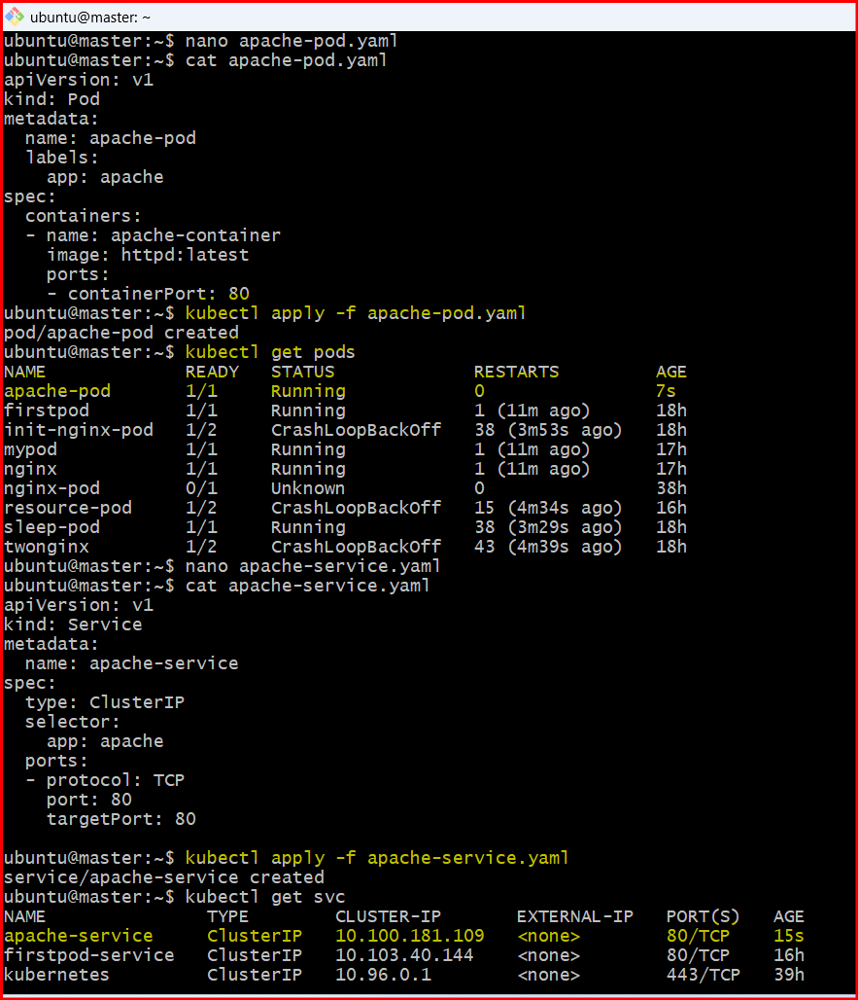 ubuntu@master: ~
ubuntu@master:~$ nano apache-pod.yaml
ubuntu@master:~$ cat apache-pod.yaml
apiVersion: v1
kind: Pod
metadata:
  name: apache-pod
  labels:
    app: apache
spec:
  containers:
  - name: apache-container
    image: httpd:latest
    ports:
    - containerPort: 80
ubuntu@master:~$ kubectl apply -f apache-pod.yaml
pod/apache-pod created
ubuntu@master:~$ kubectl get pods
NAME             READY   STATUS             RESTARTS         AGE
apache-pod       1/1     Running            0                7s
firstpod         1/1     Running            1 (11m ago)      18h
init-nginx-pod   1/2     CrashLoopBackOff   38 (3m53s ago)   18h
mypod            1/1     Running            1 (11m ago)      17h
nginx            1/1     Running            1 (11m ago)      17h
nginx-pod        0/1     Unknown            0                38h
resource-pod     1/2     CrashLoopBackOff   15 (4m34s ago)   16h
sleep-pod        1/1     Running            38 (3m29s ago)   18h
twonginx         1/2     CrashLoopBackOff   43 (4m39s ago)   18h
ubuntu@master:~$ nano apache-service.yaml
ubuntu@master:~$ cat apache-service.yaml
apiVersion: v1
kind: Service
metadata:
  name: apache-service
spec:
  type: ClusterIP
  selector:
    app: apache
  ports:
  - protocol: TCP
    port: 80
    targetPort: 80
ubuntu@master:~$ kubectl apply -f apache-service.yaml
service/apache-service created
ubuntu@master:~$ kubectl get svc
NAME               TYPE        CLUSTER-IP       EXTERNAL-IP   PORT(S)   AGE
apache-service     ClusterIP   10.100.181.109   <none>        80/TCP    15s
firstpod-service   ClusterIP   10.103.40.144    <none>        80/TCP    16h
kubernetes         ClusterIP   10.96.0.1        <none>        443/TCP   39h